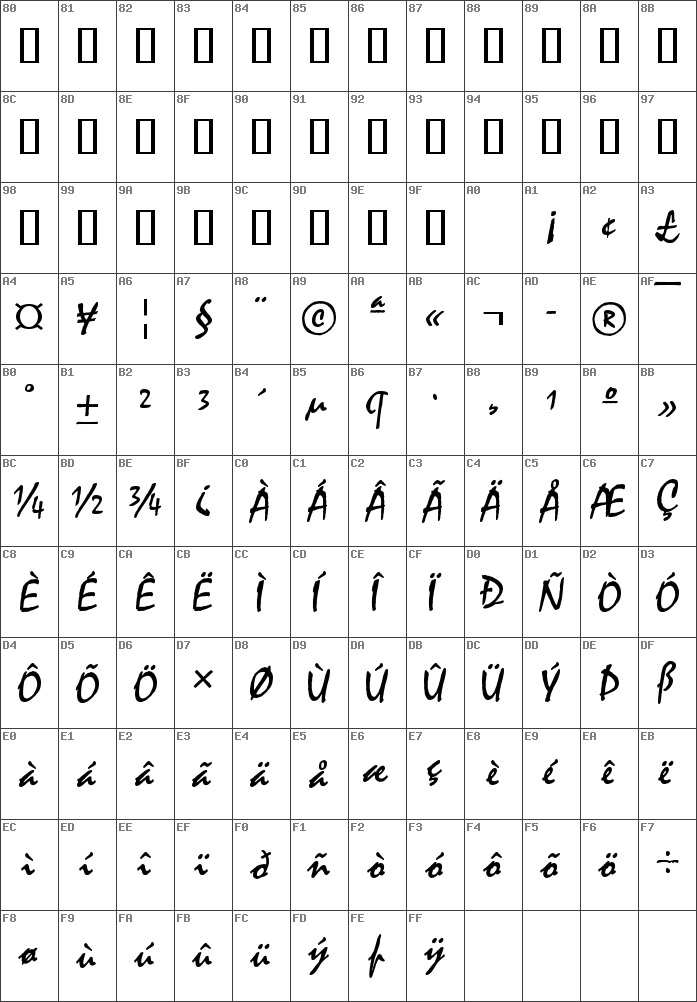 80 81 82 83 84 85 86 87 88 89 8A 8B
8C 8D 8E 8F 90 91 92 93 94 95 96 97
98 99 9A 9B 9C 9D 9E 9F A0 A1 A2 A3
¡ ¢ £
A4 A5 A6 A7 A8 A9 AA AB AC AD AE AF
¤ ¥ ¦ § ¨ © ª « ¬ - ® ¯
B0 B1 B2 B3 B4 B5 B6 B7 B8 B9 BA BB
° ± ² ³ ´ µ ¶ · ¸ ¹ º »
BC BD BE BF C0 C1 C2 C3 C4 C5 C6 C7
¼ ½ ¾ ¿ À Á Â Ã Ä Å Æ Ç
C8 C9 CA CB CC CD CE CF D0 D1 D2 D3
È É Ê Ë Ì Í Î Ï Ð Ñ Ò Ó
D4 D5 D6 D7 D8 D9 DA DB DC DD DE DF
Ô Õ Ö × Ø Ù Ú Û Ü Ý Þ ß
E0 E1 E2 E3 E4 E5 E6 E7 E8 E9 EA EB
à á â ã ä å æ ç è é ê ë
EC ED EE EF F0 F1 F2 F3 F4 F5 F6 F7
ì í î ï ð ñ ò ó ô õ ö ÷
F8 F9 FA FB FC FD FE FF
ø ù ú û ü ý þ ÿ